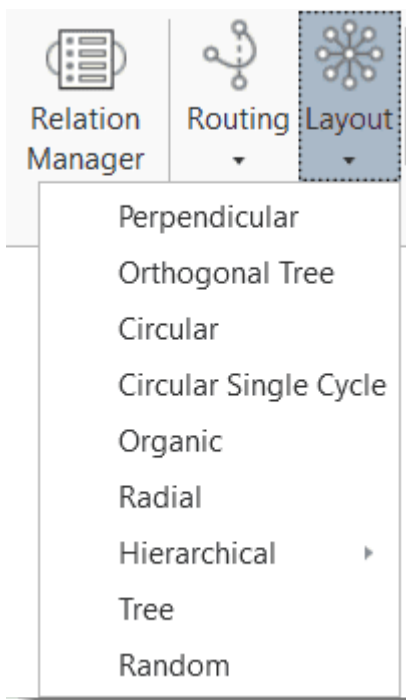 Relation Manager
Routing
Layout
Perpendicular
Orthogonal Tree
Circular
Circular Single Cycle
Organic
Radial
Hierarchical
Tree
Random